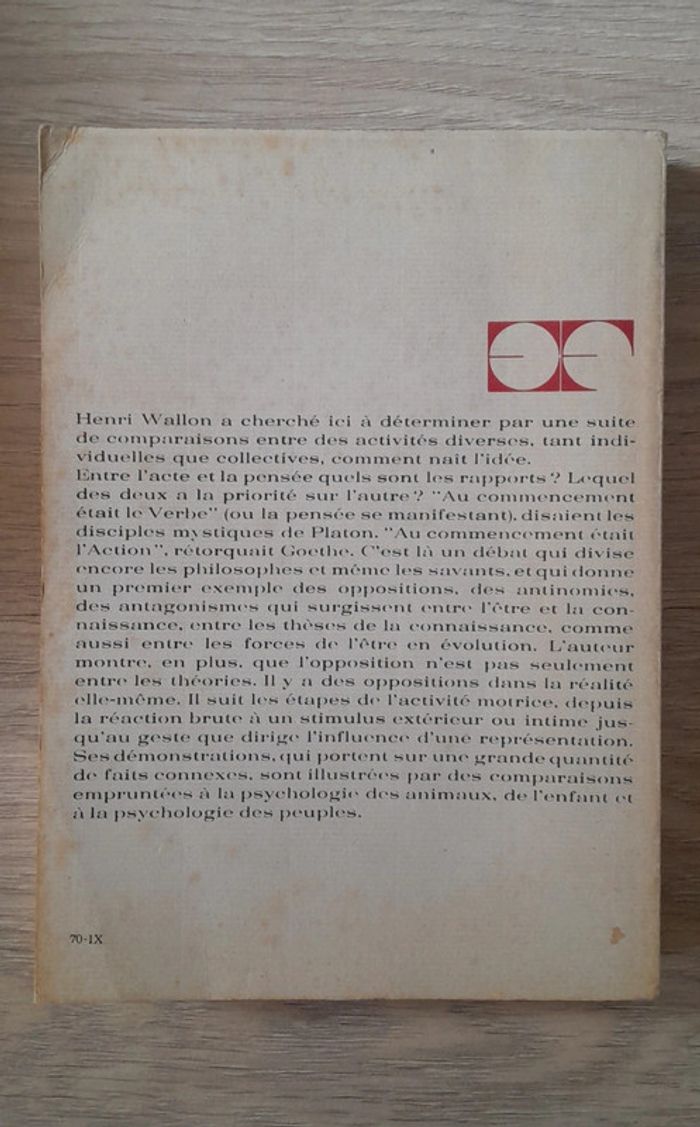 Henri Wallon a cherché ici à déterminer par une suite
de comparaisons entre des activités diverses, tant indi-
viduelles que collectives, comment naît l'idée.
Entre l'acte et la pensée quels sont les rapports ? Lequel
des deux a la priorité sur l'autre ? "Au commencement
était le Verbe" (ou la pensée se manifestant), disaient les
disciples mystiques de Platon. "Au commencement était
l'Action", rétorquait Goethe. C'est là un débat qui divise
encore les philosophes et même les savants, et qui donne
un premier exemple des oppositions, des antinomies,
des antagonismes qui surgissent entre l'être et la con-
naissance, entre les thèses de la connaissance, comme
aussi entre les forces de l'être en évolution. L'auteur
montre, en plus, que l'opposition n'est pas seulement
entre les théories. Il y a des oppositions dans la réalité
elle-même. Il suit les étapes de l'activité motrice, depuis
la réaction brute à un stimulus extérieur ou intime jus-
qu'au geste que dirige l'influence d'une représentation.
Ses démonstrations, qui portent sur une grande quantité
de faits connexes, sont illustrées par des comparaisons
empruntées à la psychologie des animaux, de l'enfant et
à la psychologie des peuples.
70-IX